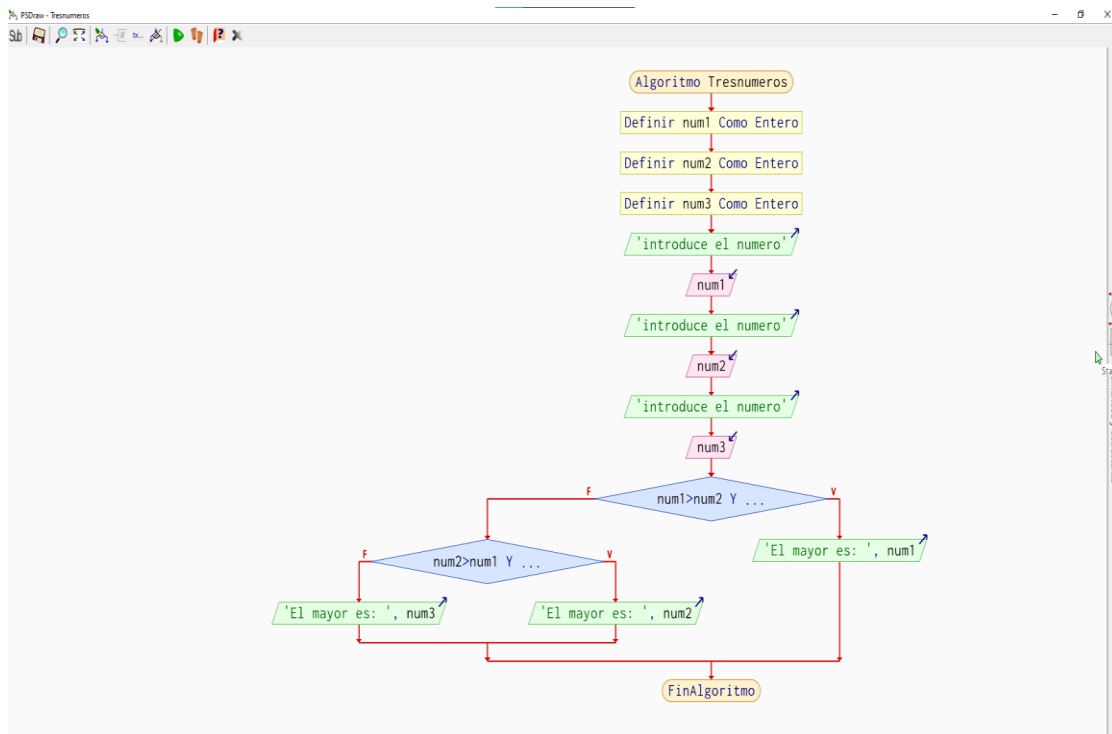 PSDraw - Tresnumeros
Sub
Algoritmo Tresnumeros
Definir num1 Como Entero
Definir num2 Como Entero
Definir num3 Como Entero
'introduce el numero'
num1
'introduce el numero'
num2
'introduce el numero'
num3
F
num1>num2 Y ...
V
'El mayor es: ', num1
F
num2>num1 Y ...
V
'El mayor es: ', num3
'El mayor es: ', num2
FinAlgoritmo